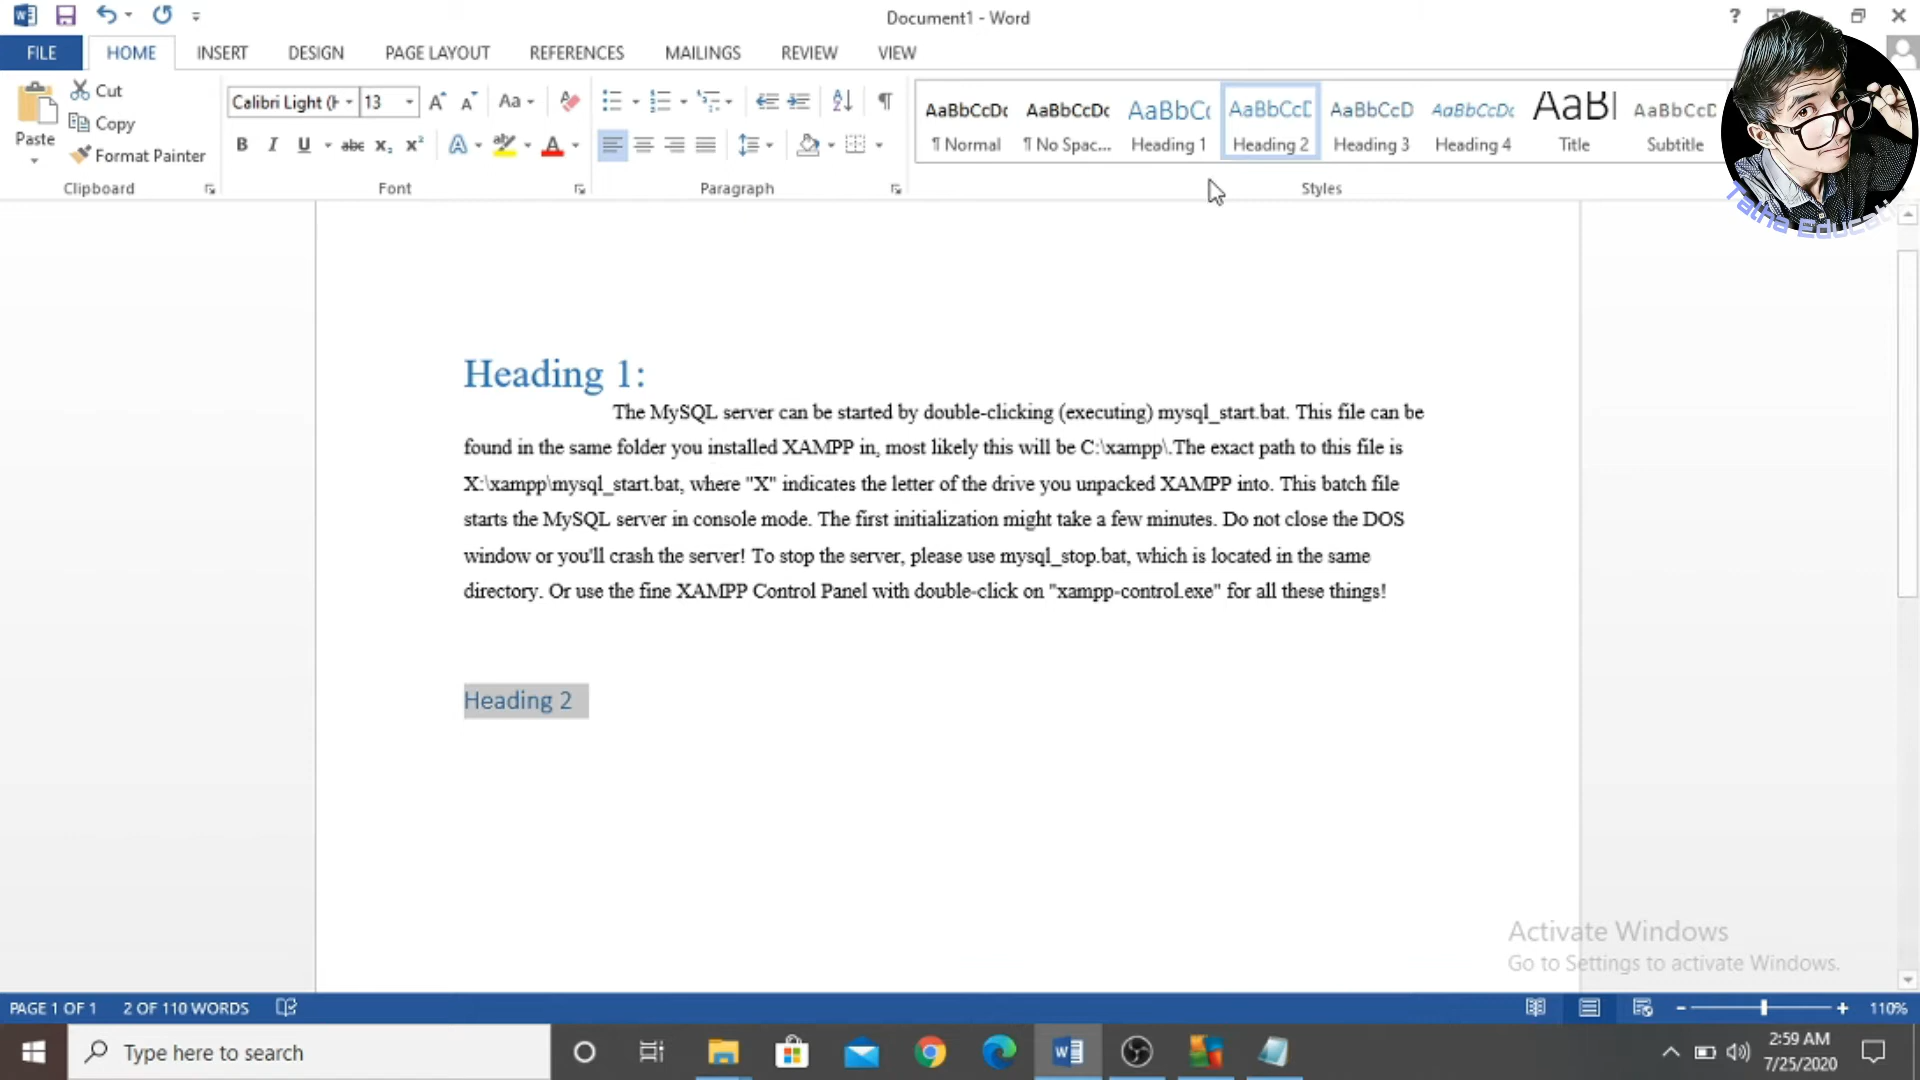 Document1 - Word
?
FILE HOME INSERT DESIGN PAGE LAYOUT REFERENCES MAILINGS REVIEW VIEW
Paste
Cut
Copy
Format Painter
Clipboard
Calibri Light (H 13
Aa
B I U abc X₂ X²
Font
Paragraph
AaBbCcDc AaBbCcDc AaBbCc AaBbCcD AaBbCcD AaBbCcDc AaBl AaBbCcD
¶ Normal ¶ No Spac... Heading 1 Heading 2 Heading 3 Heading 4 Title Subtitle
Styles
Talha Educati
Heading 1:
The MySQL server can be started by double-clicking (executing) mysql_start.bat. This file can be
found in the same folder you installed XAMPP in, most likely this will be C:\xampp\.The exact path to this file is
X:\xampp\mysql_start.bat, where "X" indicates the letter of the drive you unpacked XAMPP into. This batch file
starts the MySQL server in console mode. The first initialization might take a few minutes. Do not close the DOS
window or you'll crash the server! To stop the server, please use mysql_stop.bat, which is located in the same
directory. Or use the fine XAMPP Control Panel with double-click on "xampp-control.exe" for all these things!
Heading 2
Activate Windows
Go to Settings to activate Windows.
PAGE 1 OF 1 2 OF 110 WORDS 110%
Type here to search
2:59 AM
7/25/2020